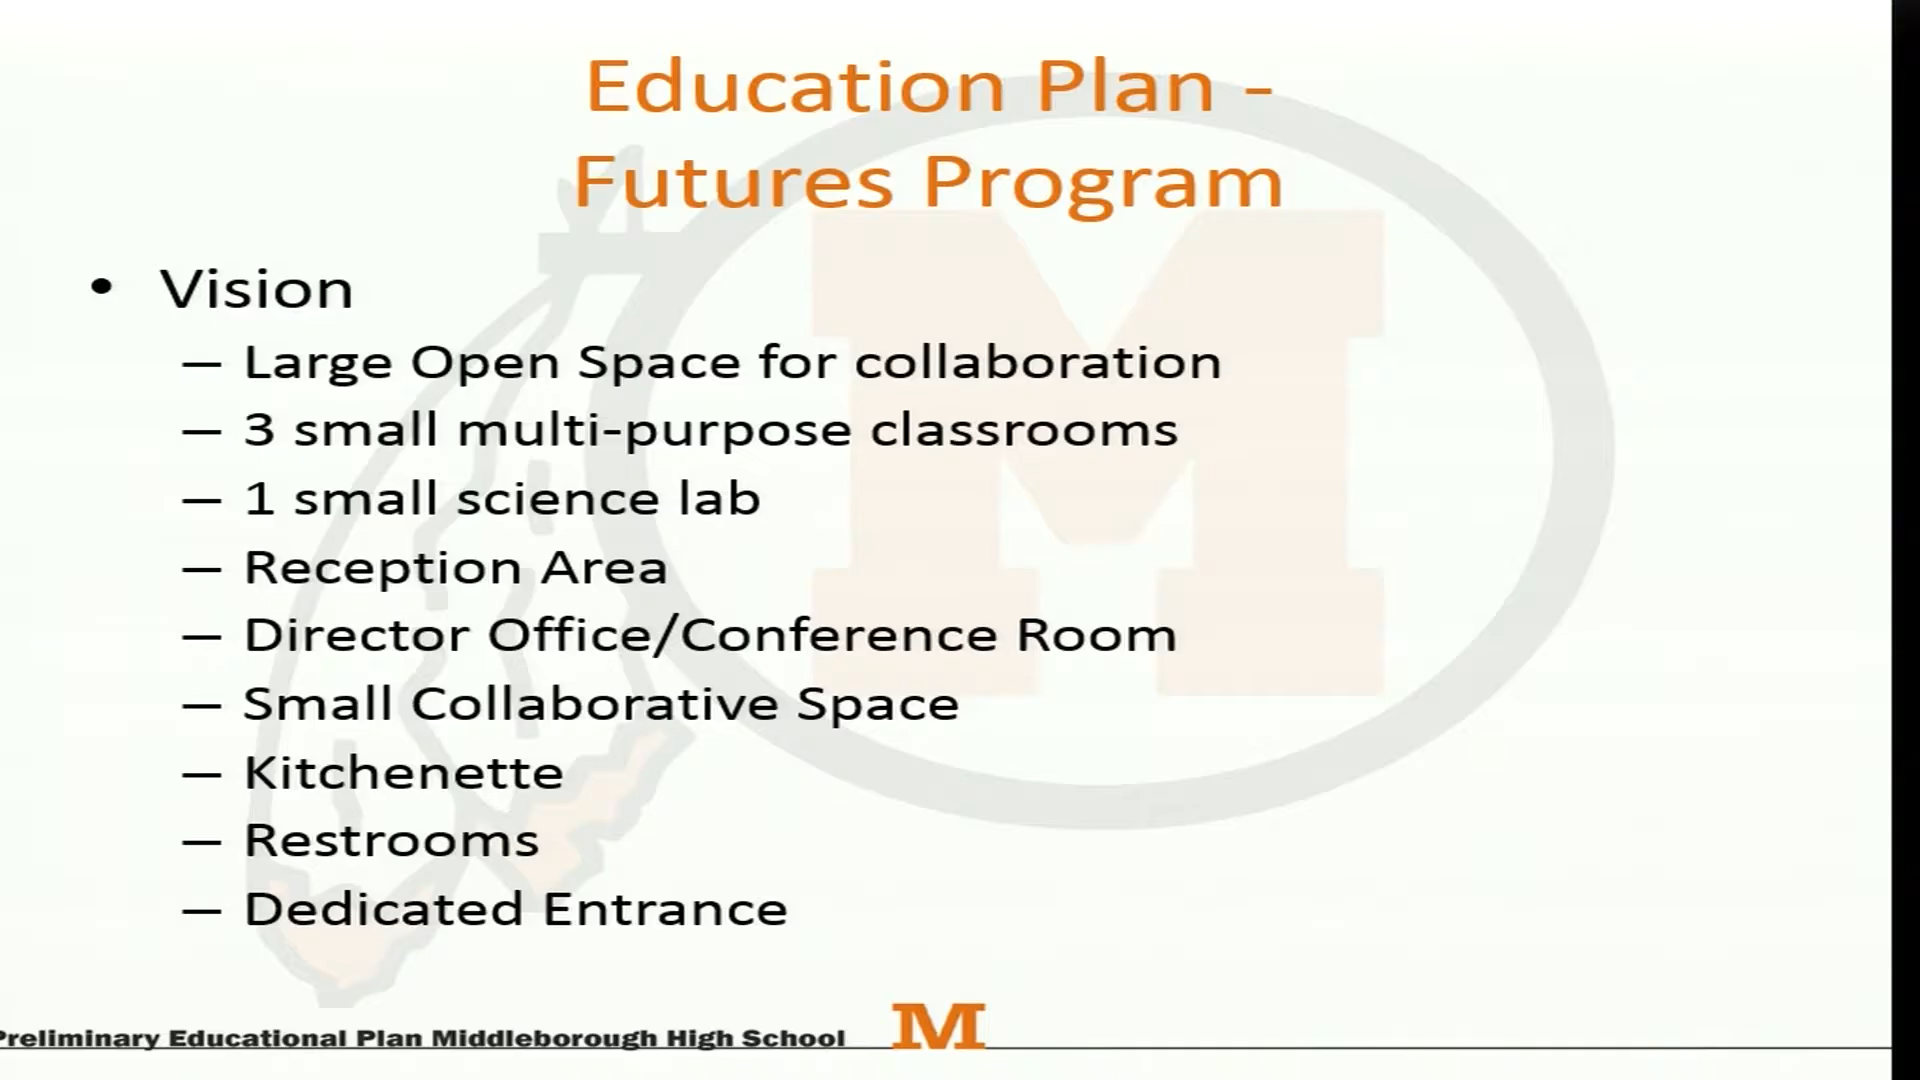 Education Plan -
Futures Program
• Vision
– Large Open Space for collaboration
– 3 small multi-purpose classrooms
– 1 small science lab
– Reception Area
– Director Office/Conference Room
– Small Collaborative Space
– Kitchenette
– Restrooms
– Dedicated Entrance
Preliminary Educational Plan Middleborough High School
M